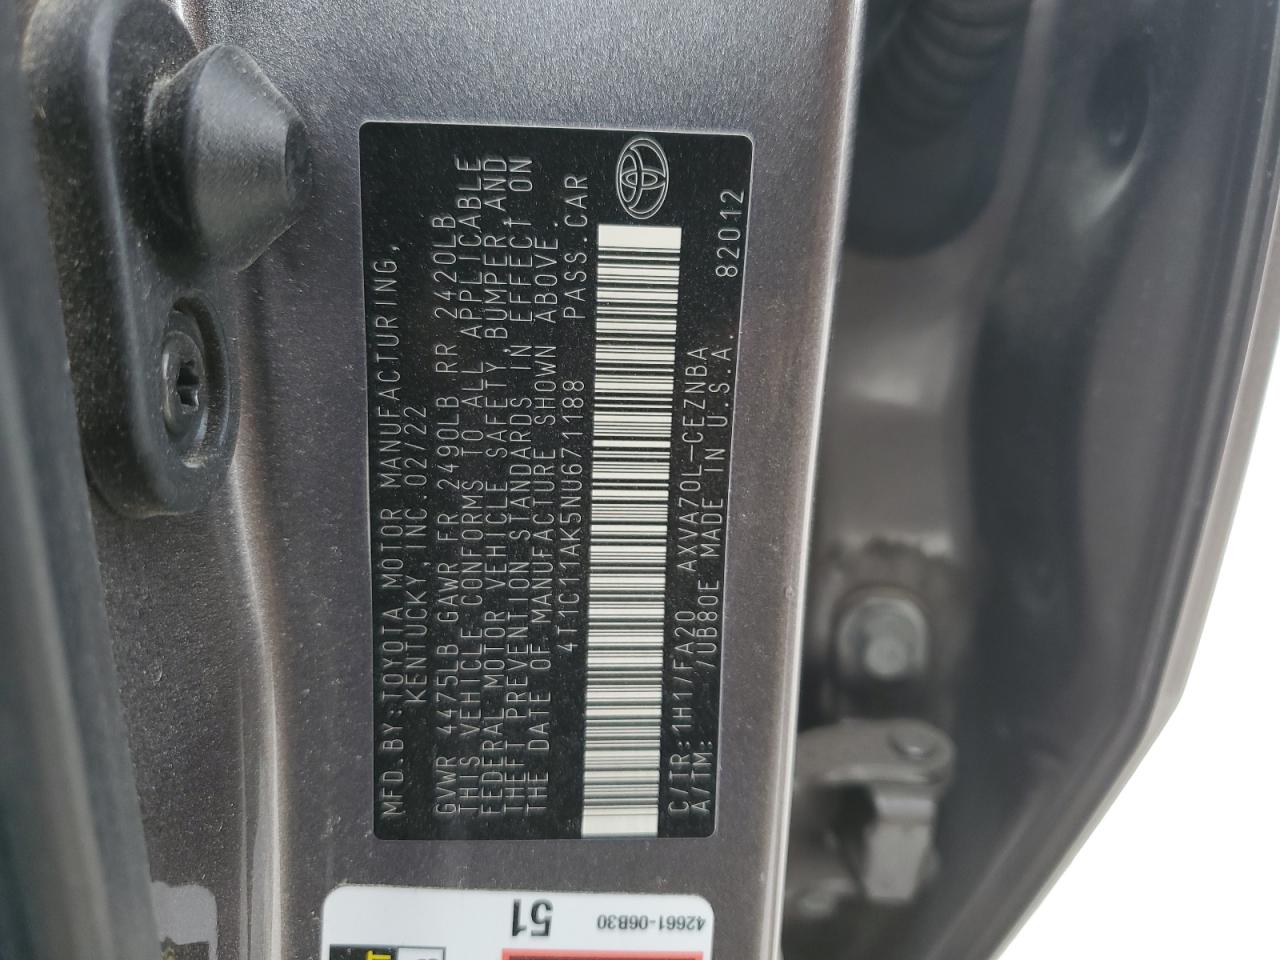 MFD.BY:TOYOTA MOTOR MANUFACTURING,
KENTUCKY,INC.02/22
GVWR 4475LB GAWR FR 2490LB RR 2420LB
THIS VEHICLE CONFORMS TO ALL APPLICABLE
FEDERAL MOTOR VEHICLE SAFETY,BUMPER,AND
THEFT PREVENTION STANDARDS IN EFFECT ON
THE DATE OF MANUFACTURE SHOWN ABOVE.
4T1C11AK5NU671188 PASS.CAR
C/TR:1H1/FA20 AXVA70L-CEZNBA
A/TM: -/UB80E MADE IN U.S.A. 82012
51
42661-06B30